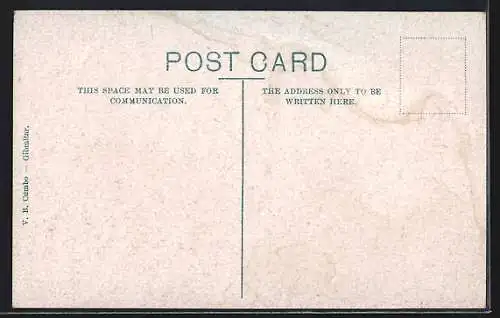 POST CARD
THIS SPACE MAY BE USED FOR
COMMUNICATION.
THE ADDRESS ONLY TO BE
WRITTEN HERE.
V. B. Cumbo — Gibraltar.